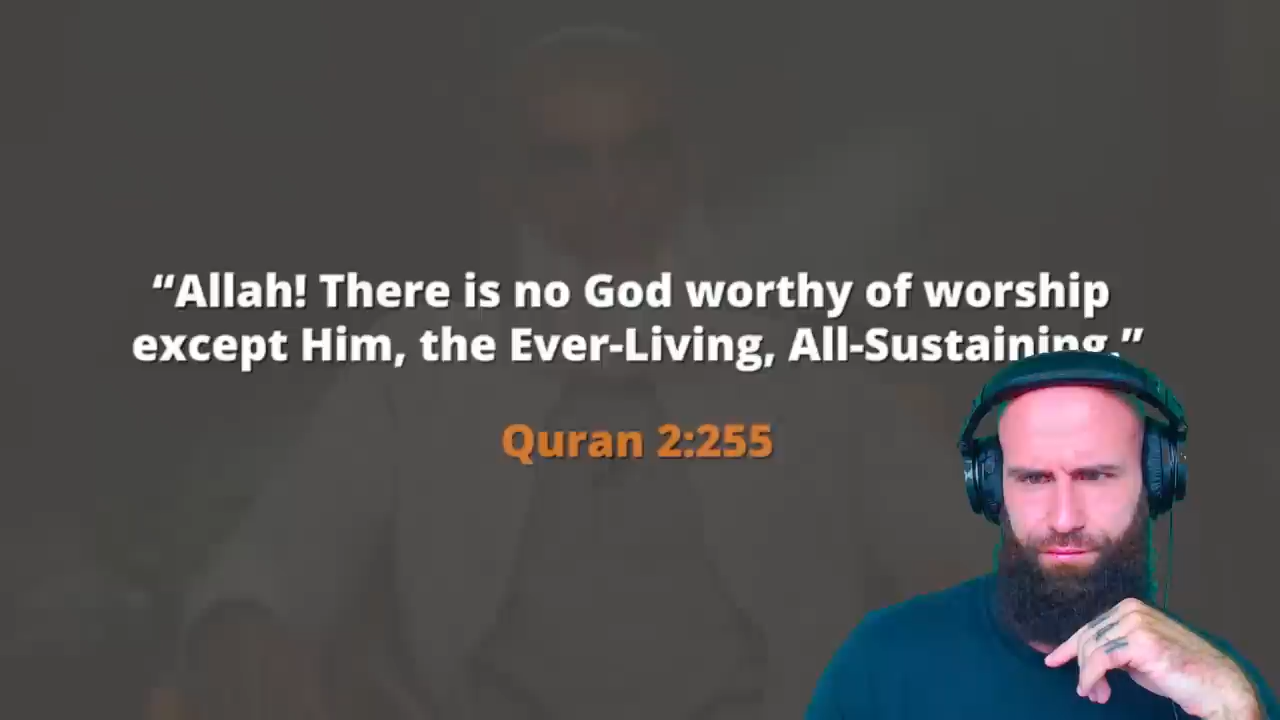 “Allah! There is no God worthy of worship
except Him, the Ever-Living, All-Sustaining.”
Quran 2:255